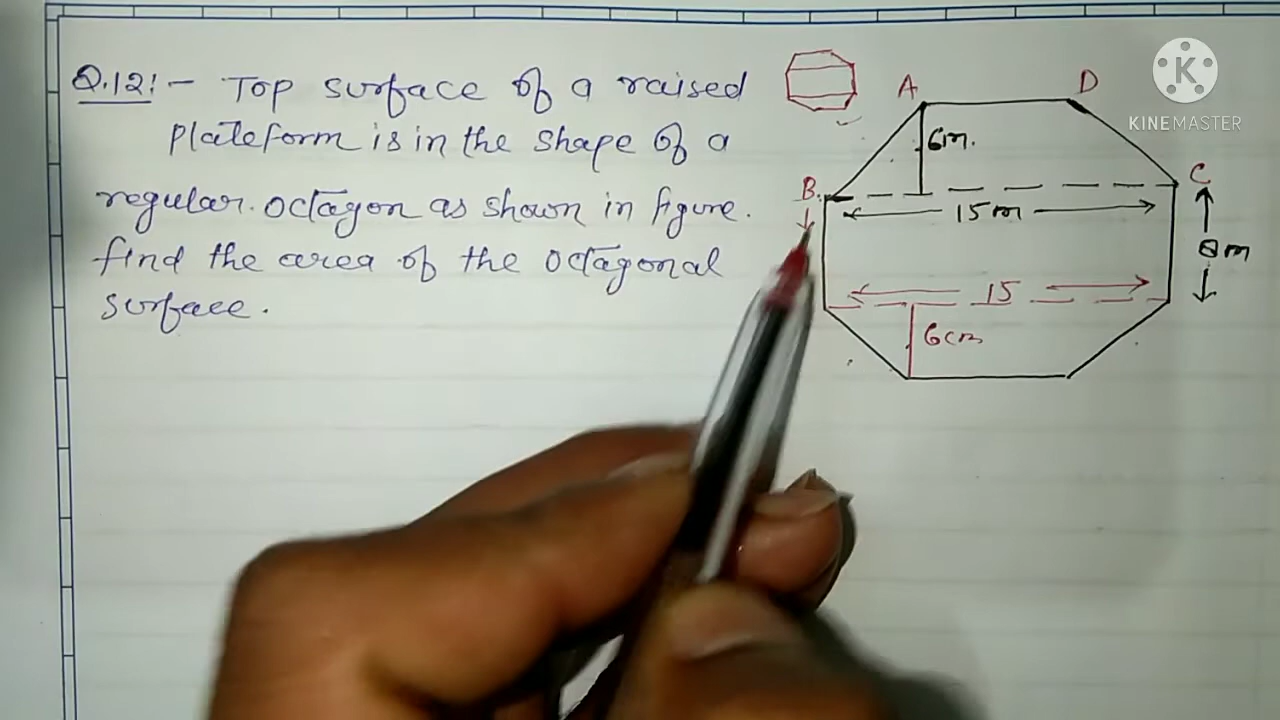 Q.12:- Top surface of a raised
plateform is in the shape of a
regular. octagon as shown in figure.
find the area of the octagonal
surface.
A
D
6m.
KINEMASTER
B.
C
15m
8m
15
6cm